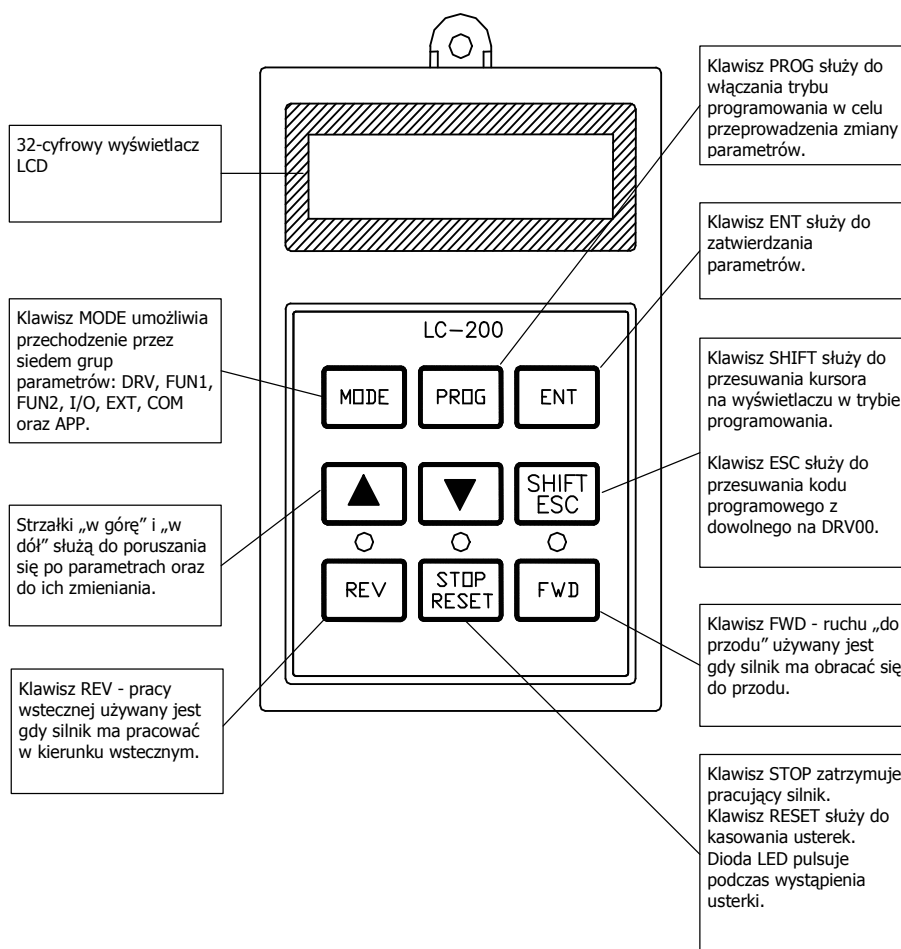 32-cyfrowy wyświetlacz
LCD
Klawisz MODE umożliwia
przechodzenie przez
siedem grup
parametrów: DRV, FUN1,
FUN2, I/O, EXT, COM
oraz APP.
Strzałki „w górę” i „w
dół” służą do poruszania
się po parametrach oraz
do ich zmieniania.
Klawisz REV - pracy
wstecznej używany jest
gdy silnik ma pracować
w kierunku wstecznym.
LC-200
MODE
PROG
ENT
SHIFT
ESC
REV
STOP
RESET
FWD
Klawisz PROG służy do
włączania trybu
programowania w celu
przeprowadzenia zmiany
parametrów.
Klawisz ENT służy do
zatwierdzania
parametrów.
Klawisz SHIFT służy do
przesuwania kursora
na wyświetlaczu w trybie
programowania.
Klawisz ESC służy do
przesuwania kodu
programowego z
dowolnego na DRV00.
Klawisz FWD - ruchu „do
przodu” używany jest
gdy silnik ma obracać się
do przodu.
Klawisz STOP zatrzymuje
pracujący silnik.
Klawisz RESET służy do
kasowania usterek.
Dioda LED pulsuje
podczas wystąpienia
usterki.